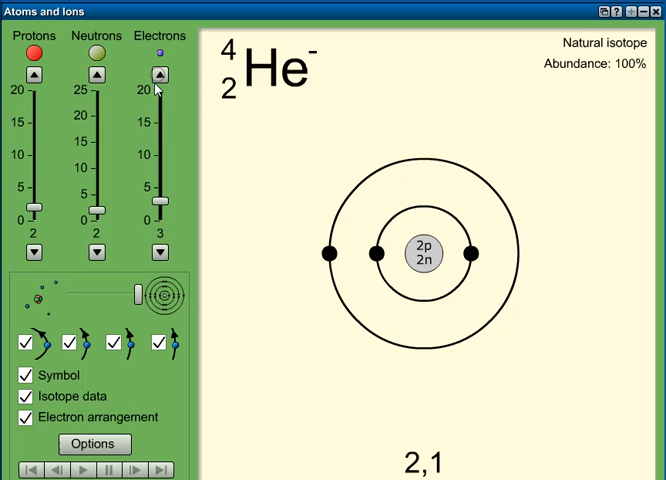 Atoms and Ions
Protons Neutrons Electrons
20 25 20
15 20 15
15
10 10
10
5 5 5
0 0 0
2 2 3
Symbol
Isotope data
Electron arrangement
Options
4
2 He-
Natural isotope
Abundance: 100%
2p
2n
2,1